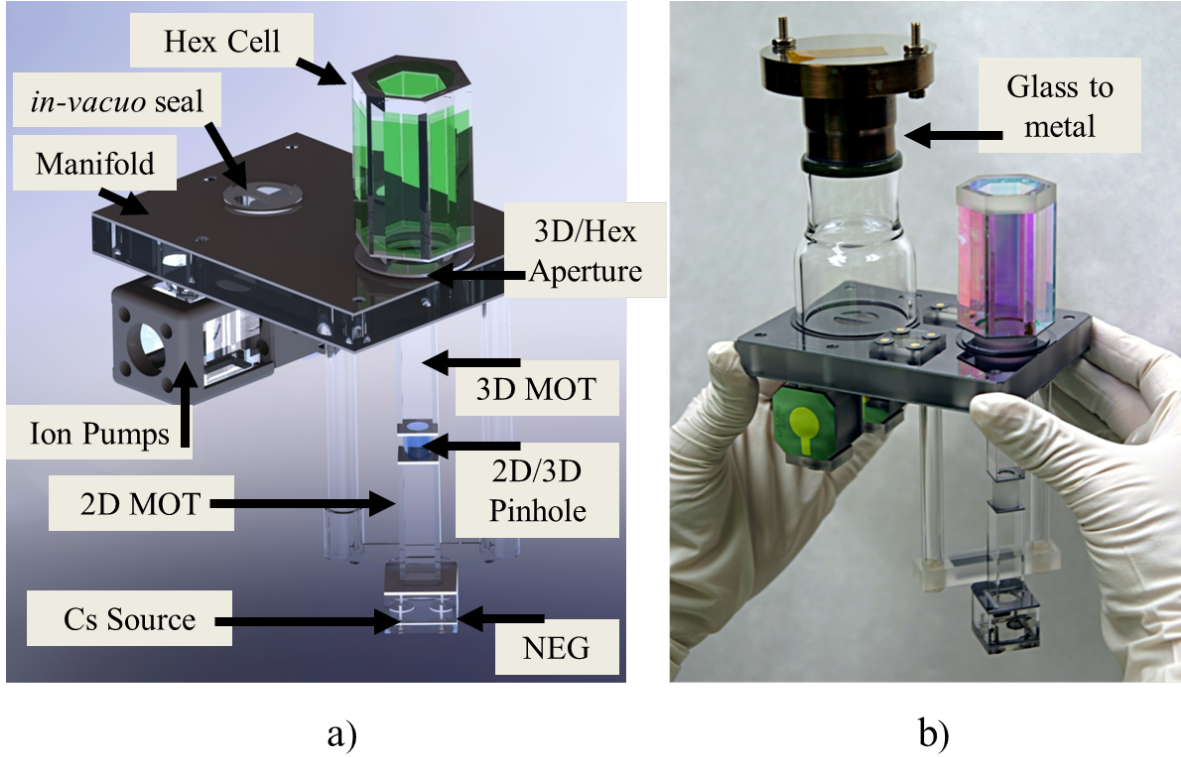 Hex Cell
in-vacuo seal
Manifold
3D/Hex
Aperture
3D MOT
Ion Pumps
2D MOT
2D/3D
Pinhole
Cs Source
NEG
a)
Glass to
metal
b)